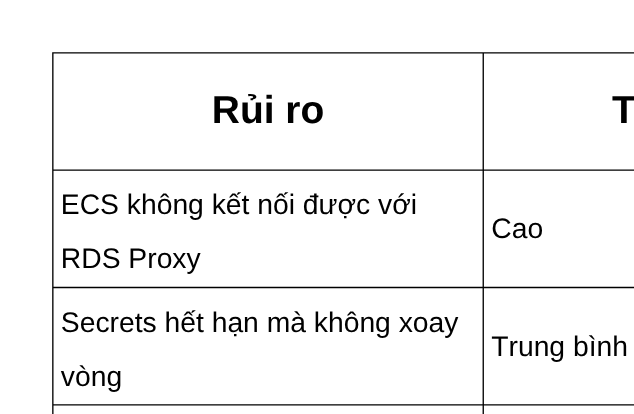 Rủi ro
ECS không kết nối được với
RDS Proxy
Cao
Secrets hết hạn mà không xoay
vòng
Trung bình